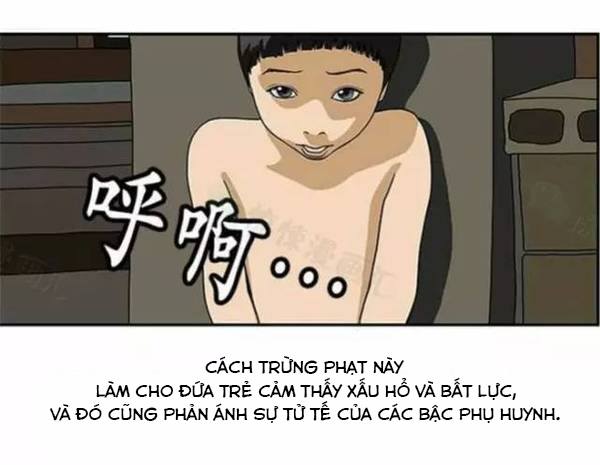 呼啊...
CÁCH TRỪNG PHẠT NÀY
LÀM CHO ĐỨA TRẺ CẢM THẤY XẤU HỔ VÀ BẤT LỰC,
VÀ ĐÓ CŨNG PHẢN ÁNH SỰ TỬ TẾ CỦA CÁC BẬC PHỤ HUYNH.